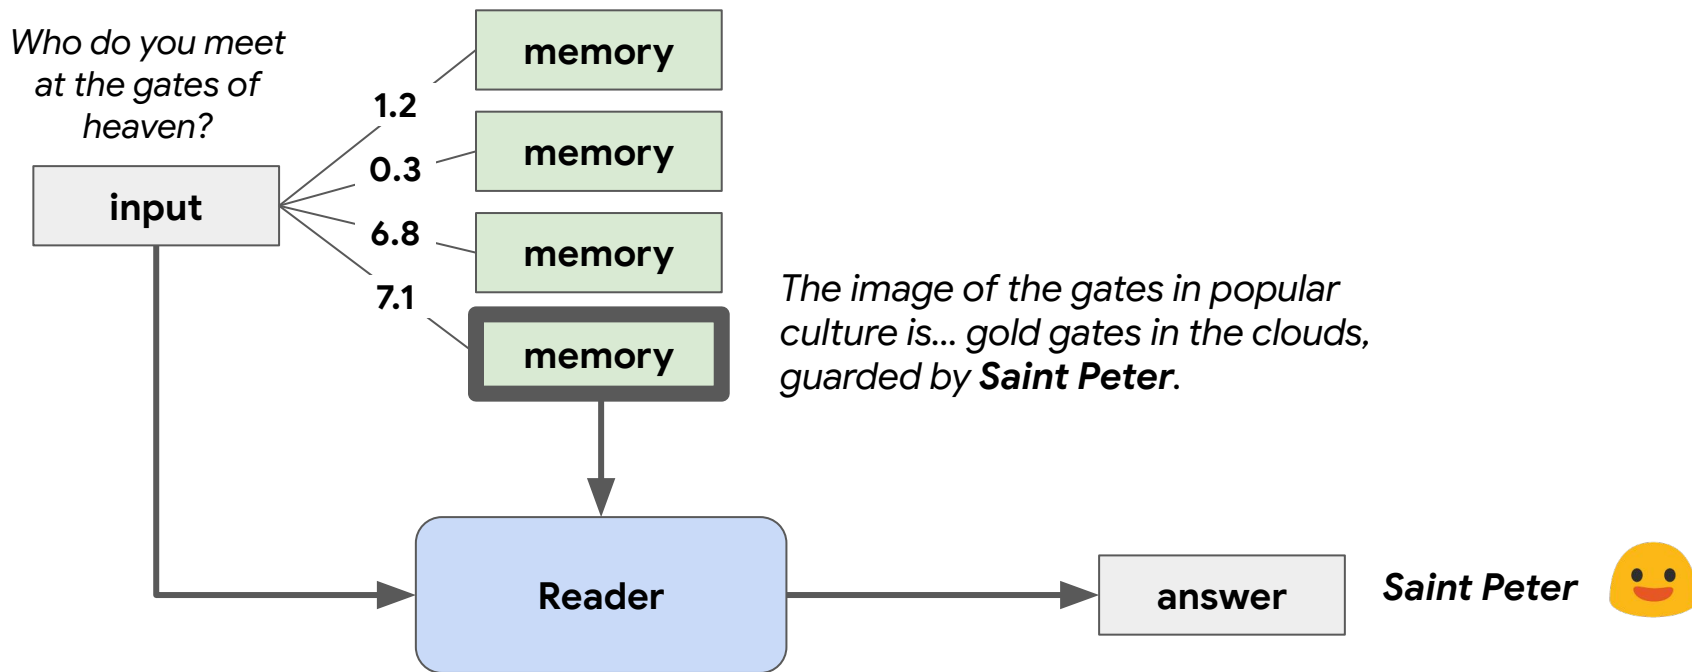 Who do you meet
at the gates of
heaven?
input
1.2
0.3
6.8
7.1
memory
memory
memory
memory
The image of the gates in popular
culture is... gold gates in the clouds,
guarded by Saint Peter.
Reader
answer
Saint Peter